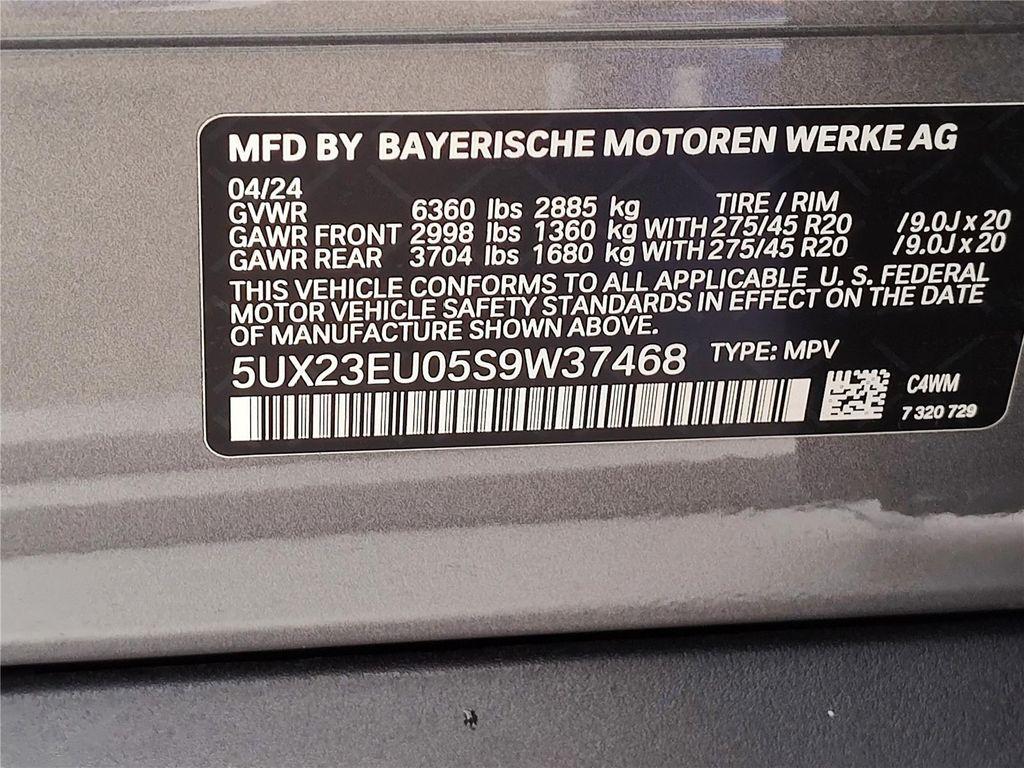 MFD BY BAYERISCHE MOTOREN WERKE AG
04/24
GVWR 6360 lbs 2885 kg TIRE / RIM
GAWR FRONT 2998 lbs 1360 kg WITH 275/45 R20 /9.0J x 20
GAWR REAR 3704 lbs 1680 kg WITH 275/45 R20 /9.0J x 20
THIS VEHICLE CONFORMS TO ALL APPLICABLE U. S. FEDERAL
MOTOR VEHICLE SAFETY STANDARDS IN EFFECT ON THE DATE
OF MANUFACTURE SHOWN ABOVE.
5UX23EU05S9W37468 TYPE: MPV
C4WM
7 320 729